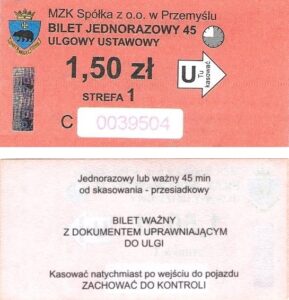 MZK Spółka z o.o. w Przemyślu
BILET JEDNORAZOWY 45
ULGOWY USTAWOWY
1,50 zł
STREFA 1
U
Tu kasować
C 0039504
Jednorazowy lub ważny 45 min
od skasowania - przesiadkowy
BILET WAŻNY
Z DOKUMENTEM UPRAWNIAJĄCYM
DO ULGI
Kasować natychmiast po wejściu do pojazdu
ZACHOWAĆ DO KONTROLI